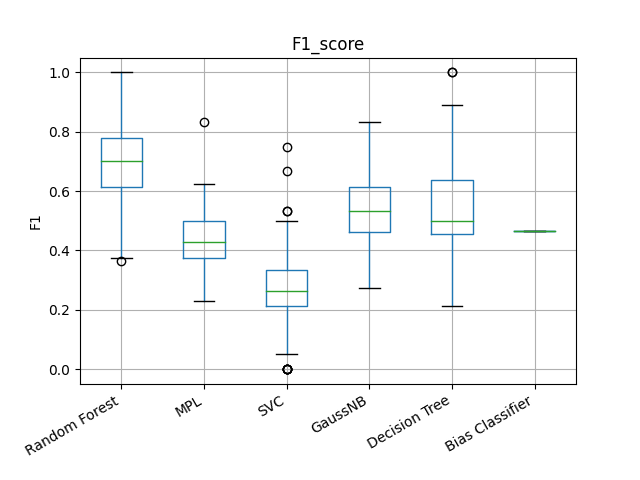 F1_score
1.0
0.8
0.6
0.4
0.2
0.0
F1
Random Forest
MPL
SVC
GaussNB
Decision Tree
Bias Classifier